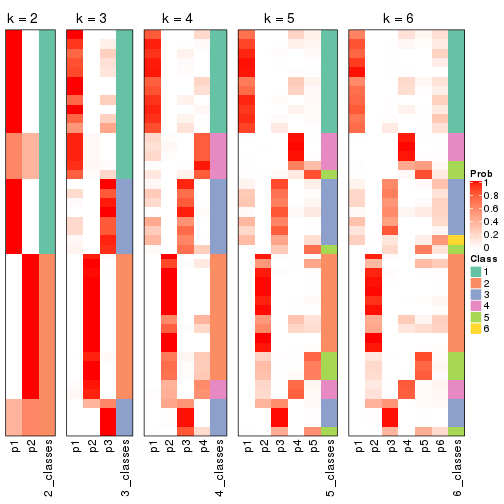 k = 2
k = 3
k = 4
k = 5
k = 6
Prob
1
0.8
0.6
0.4
0.2
0
Class
1
2
3
4
5
6
p1
p2
2_classes
p1
p2
p3
3_classes
p1
p2
p3
p4
4_classes
p1
p2
p3
p4
p5
5_classes
p1
p2
p3
p4
p5
p6
6_classes